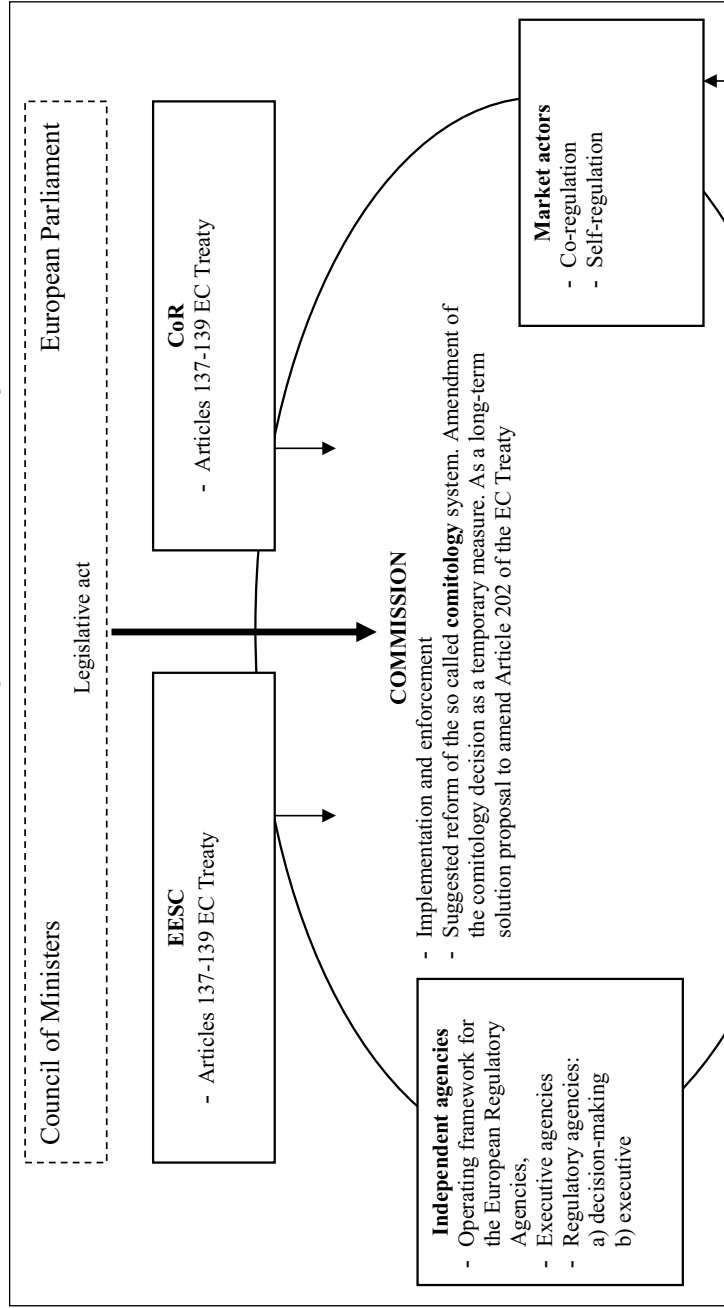 Council of Ministers
European Parliament
Legislative act
EESC
- Articles 137-139 EC Treaty
CoR
- Articles 137-139 EC Treaty
COMMISSION
- Implementation and enforcement
- Suggested reform of the so called comitology system. Amendment of
the comitology decision as a temporary measure. As a long-term
solution proposal to amend Article 202 of the EC Treaty
Independent agencies
- Operating framework for
the European Regulatory
Agencies,
- Executive agencies
- Regulatory agencies:
a) decision-making
b) executive
Market actors
- Co-regulation
- Self-regulation